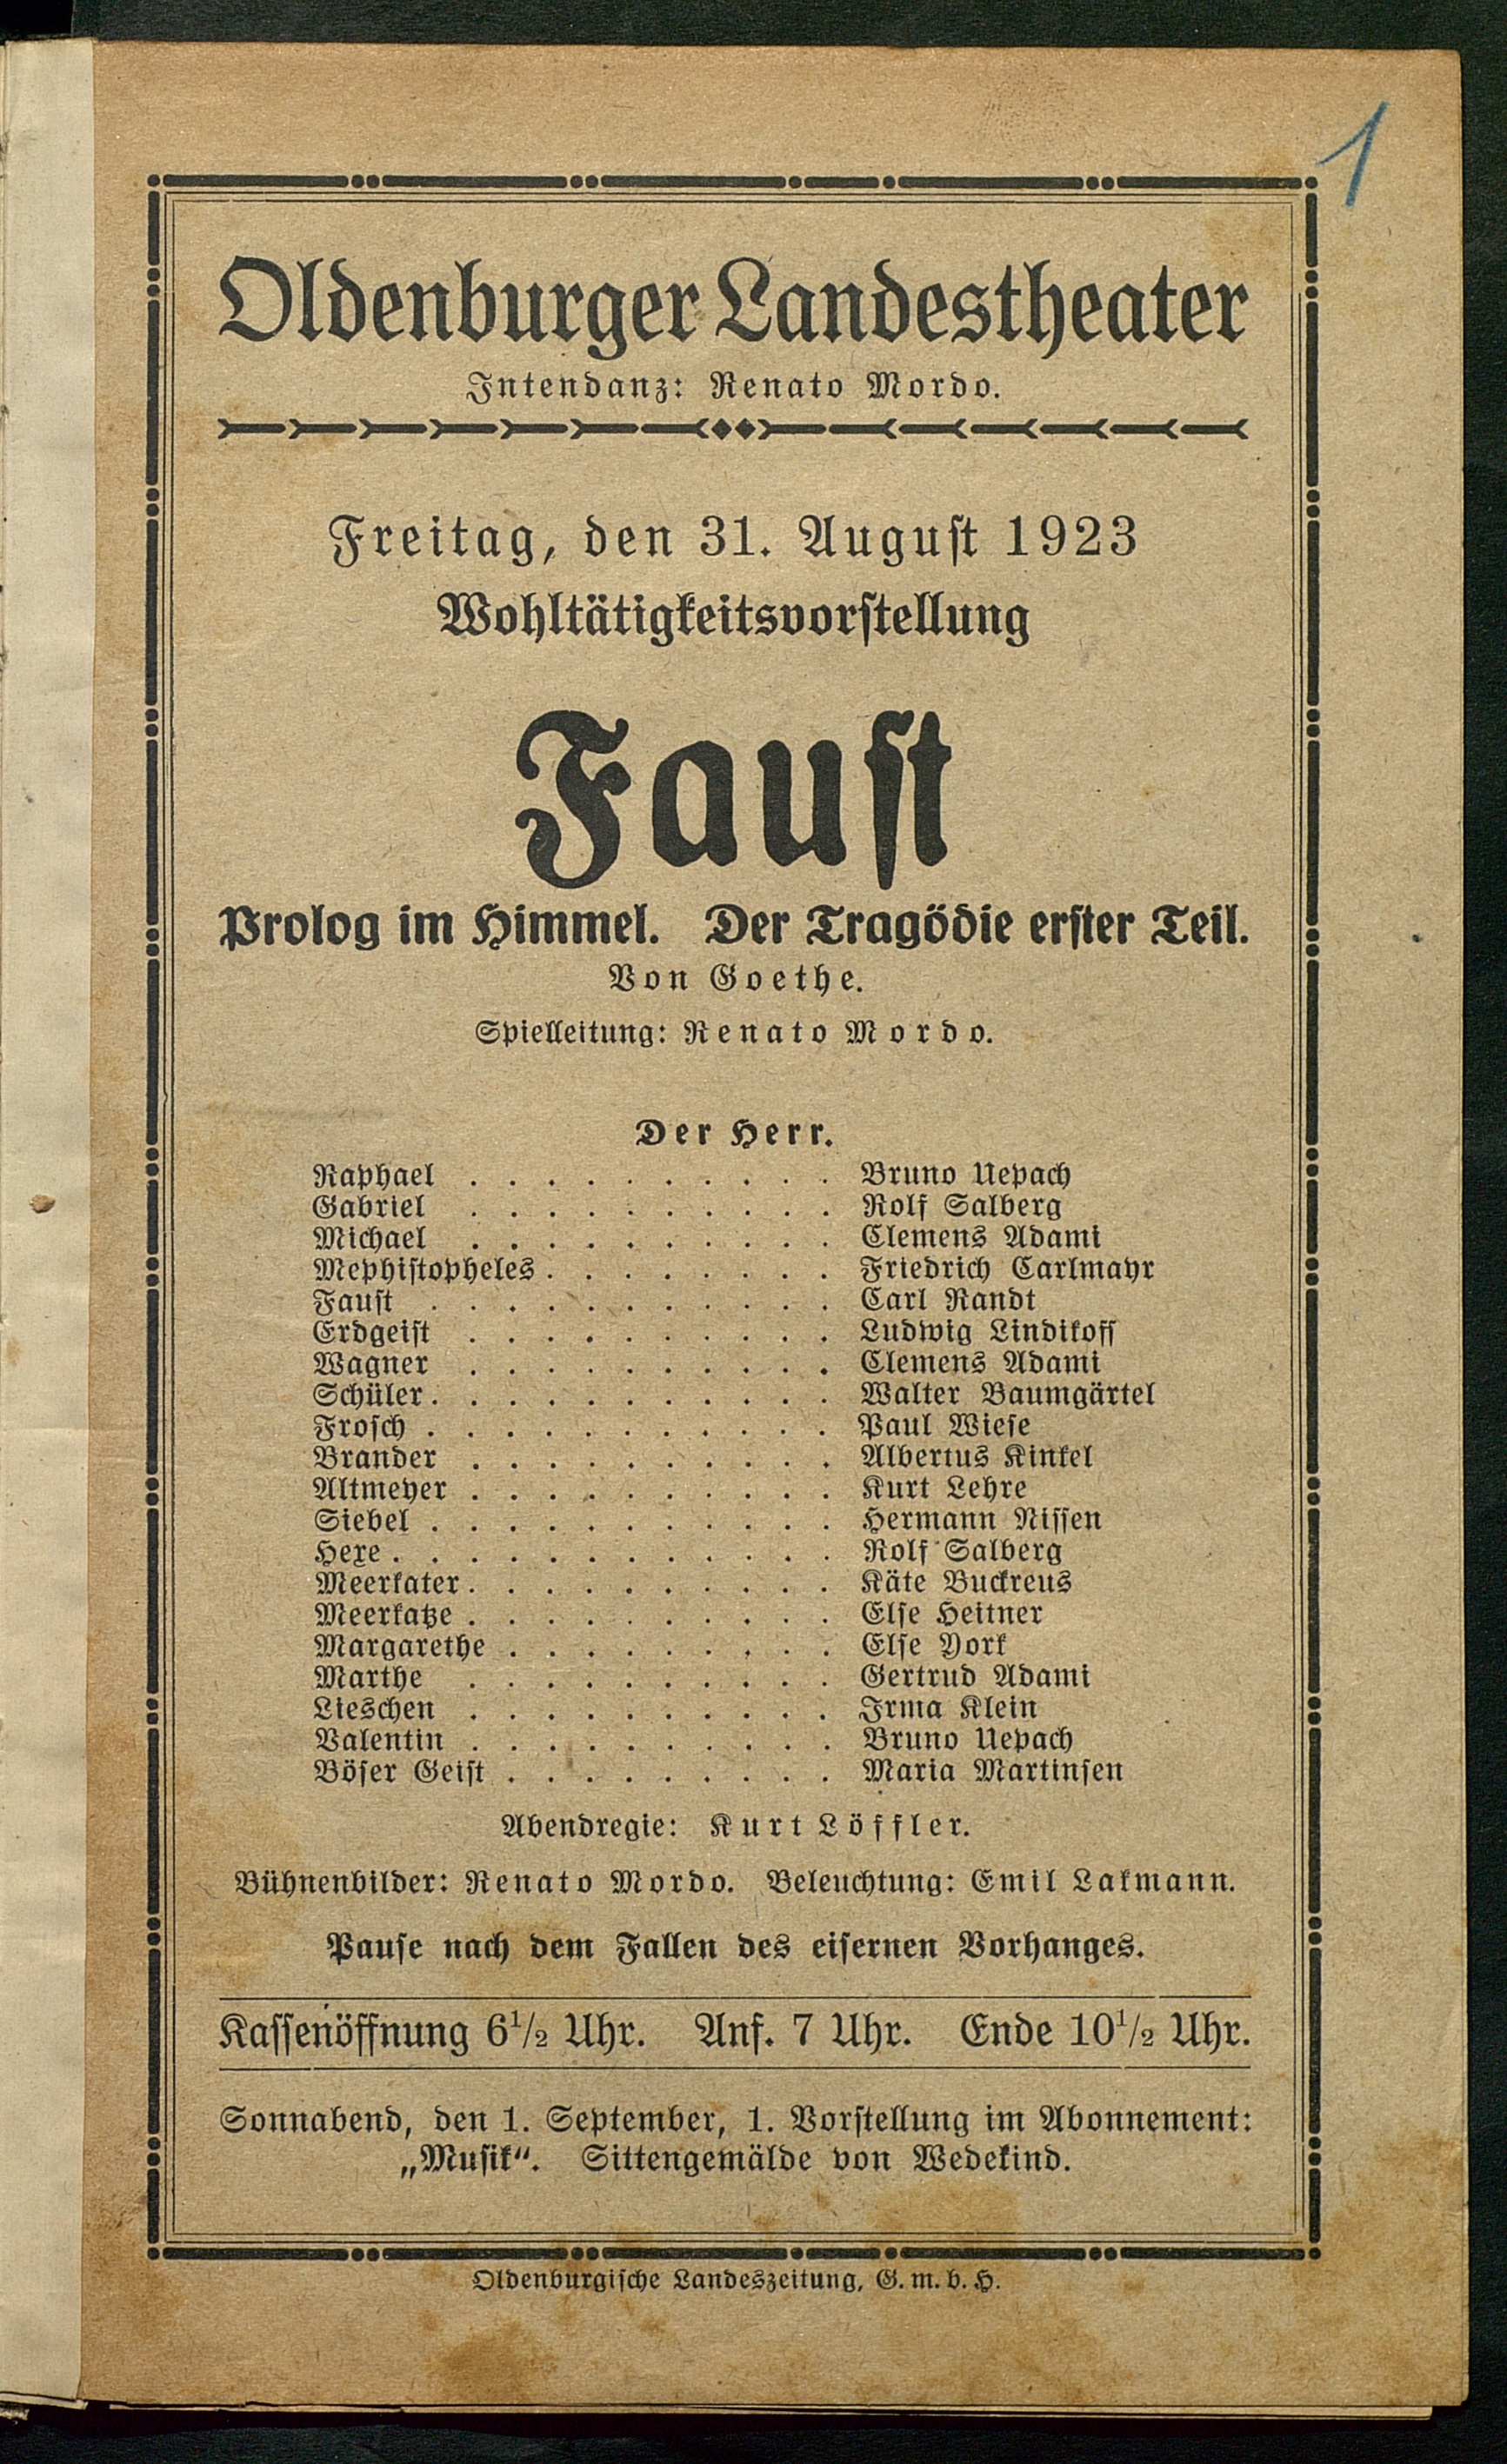 1
Oldenburger Landestheater
Intendanz: Renato Mordo.
Freitag, den 31. August 1923
Wohltätigkeitsvorstellung
Faust
Prolog im Himmel. Der Tragödie erster Teil.
Von Goethe.
Spielleitung: Renato Mordo.
Der Herr.
Raphael . . . . . . . . . . Bruno Uepach
Gabriel . . . . . . . . . . Rolf Salberg
Michael . . . . . . . . . . Clemens Adami
Mephistopheles . . . . . . . . Friedrich Carlmayr
Faust . . . . . . . . . . . Carl Randt
Erdgeist . . . . . . . . . . Ludwig Lindikoff
Wagner . . . . . . . . . . Clemens Adami
Schüler . . . . . . . . . . . Walter Baumgärtel
Frosch . . . . . . . . . . . Paul Wiese
Brander . . . . . . . . . . Albertus Kinkel
Altmeyer . . . . . . . . . . Kurt Lehre
Siebel . . . . . . . . . . . Hermann Nissen
Hexe . . . . . . . . . . . . Rolf Salberg
Meerkater . . . . . . . . . . Käte Buckreus
Meerkatze . . . . . . . . . . Else Heitner
Margarethe . . . . . . . . . Else York
Marthe . . . . . . . . . . Gertrud Adami
Lieschen . . . . . . . . . . Irma Klein
Valentin . . . . . . . . . . Bruno Uepach
Böser Geist . . . . . . . . . Maria Martinsen
Abendregie: Kurt Löffler.
Bühnenbilder: Renato Mordo. Beleuchtung: Emil Lakmann.
Pause nach dem Fallen des eisernen Vorhanges.
Kassenöffnung 6½ Uhr. Anf. 7 Uhr. Ende 10½ Uhr.
Sonnabend, den 1. September, 1. Vorstellung im Abonnement:
„Musik“. Sittengemälde von Wedekind.
Oldenburgische Landeszeitung, G. m. b. H.